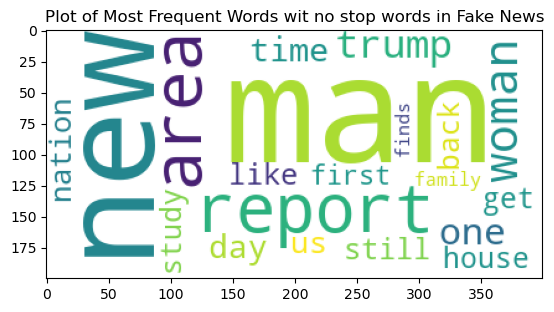 Plot of Most Frequent Words wit no stop words in Fake News
0
25
50
75
100
125
150
175
new
nation
area
study
time
trump
man
finds
back
woman
like
first
family
report
get
day
us
still
one
house
0 50 100 150 200 250 300 350